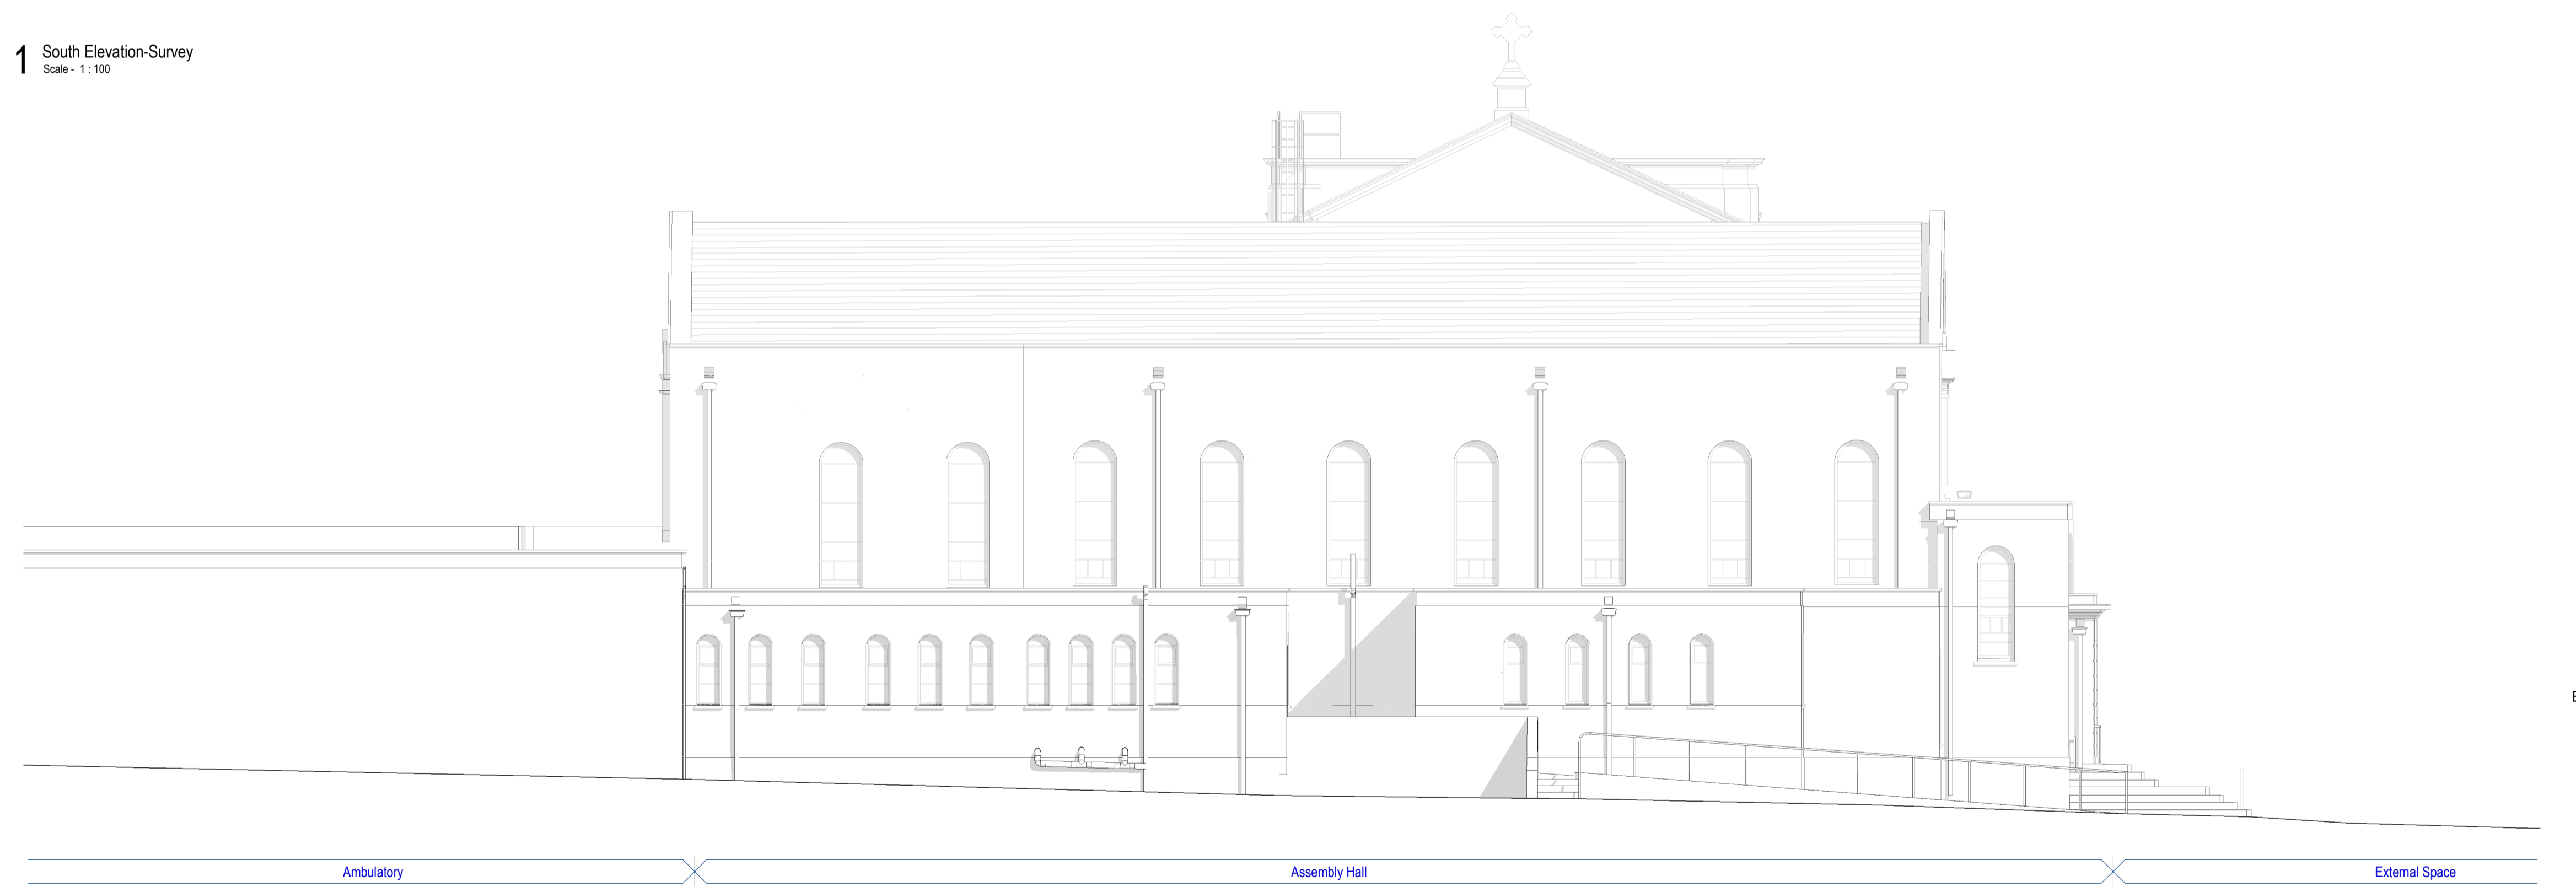 1 South Elevation-Survey
Scale - 1 : 100
E
Ambulatory
Assembly Hall
External Space